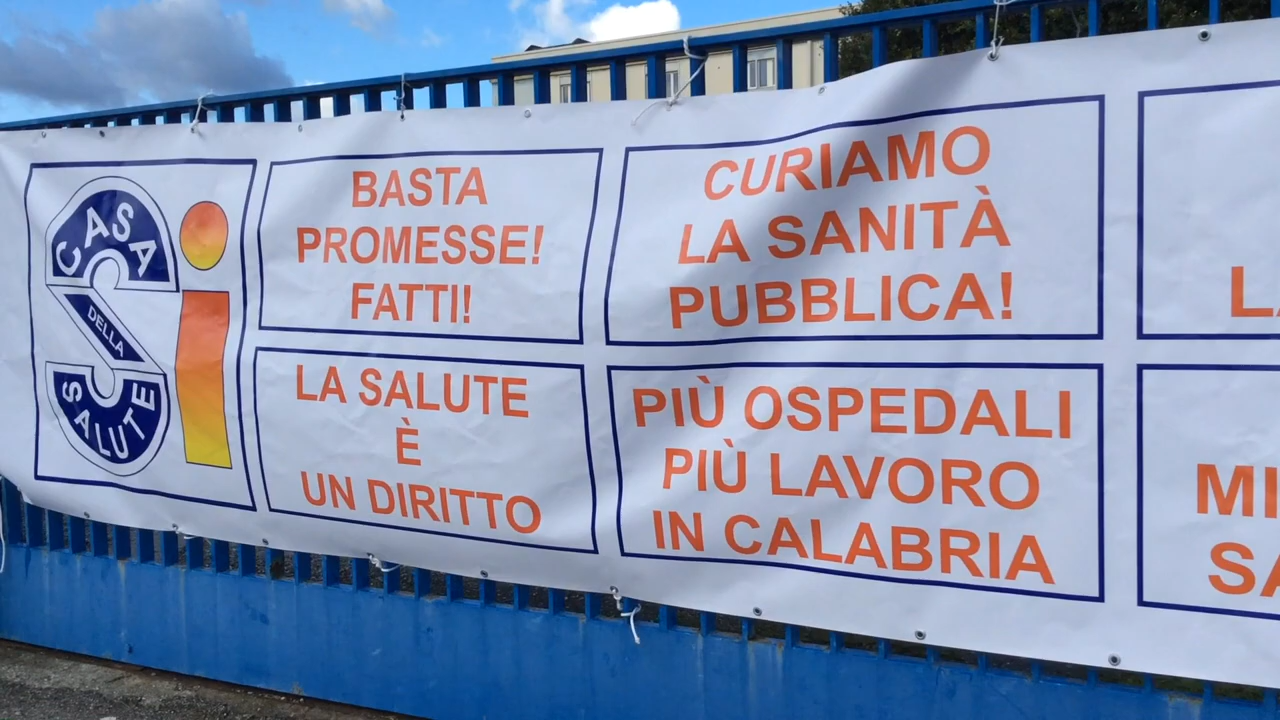 CASA
DELLA
SALUTE
Si
BASTA
PROMESSE!
FATTI!
LA SALUTE
È
UN DIRITTO
CURIAMO
LA SANITÀ
PUBBLICA!
PIÙ OSPEDALI
PIÙ LAVORO
IN CALABRIA